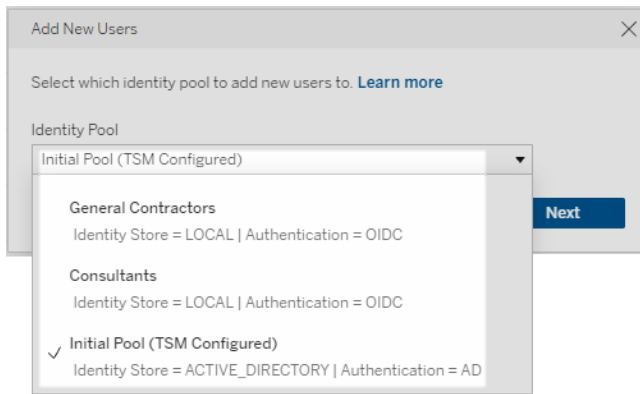 Add New Users
Select which identity pool to add new users to. Learn more
Identity Pool
Initial Pool (TSM Configured)
General Contractors
Identity Store = LOCAL | Authentication = OIDC
Next
Consultants
Identity Store = LOCAL | Authentication = OIDC
Initial Pool (TSM Configured)
Identity Store = ACTIVE_DIRECTORY | Authentication = AD